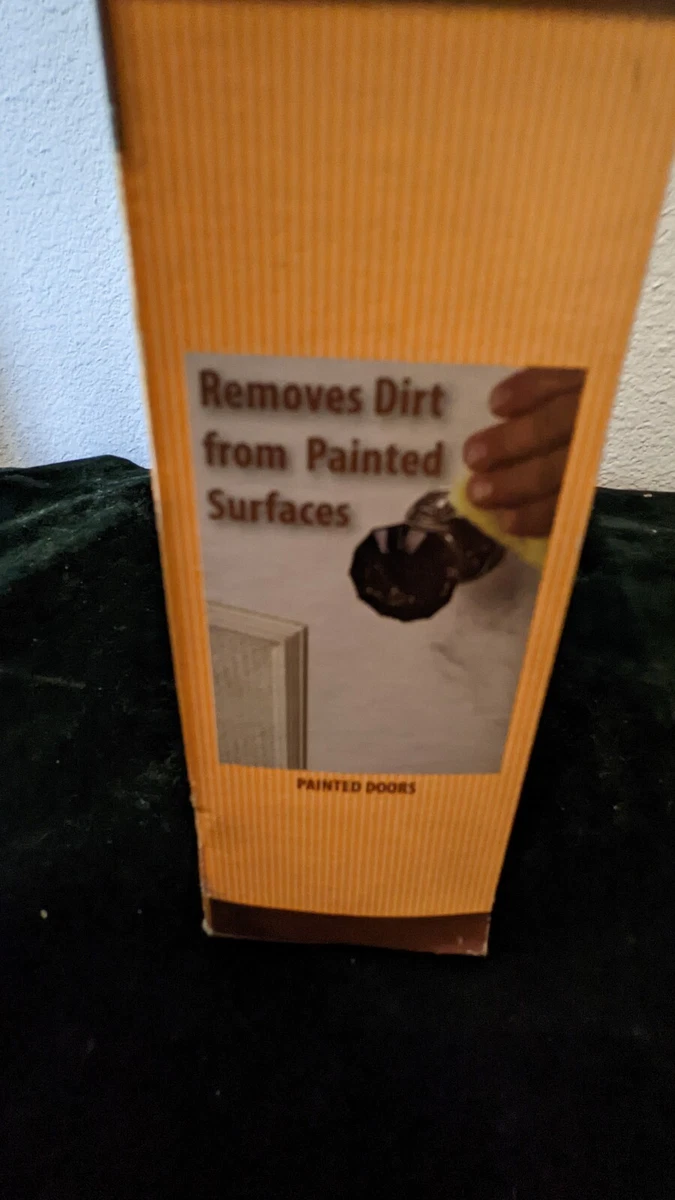 Removes Dirt
from Painted
Surfaces
PAINTED DOORS